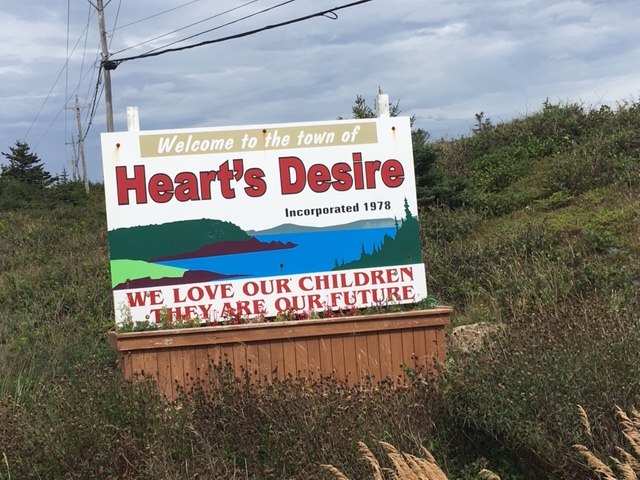 Welcome to the town of
Heart's Desire
Incorporated 1978
WE LOVE OUR CHILDREN
THEY ARE OUR FUTURE